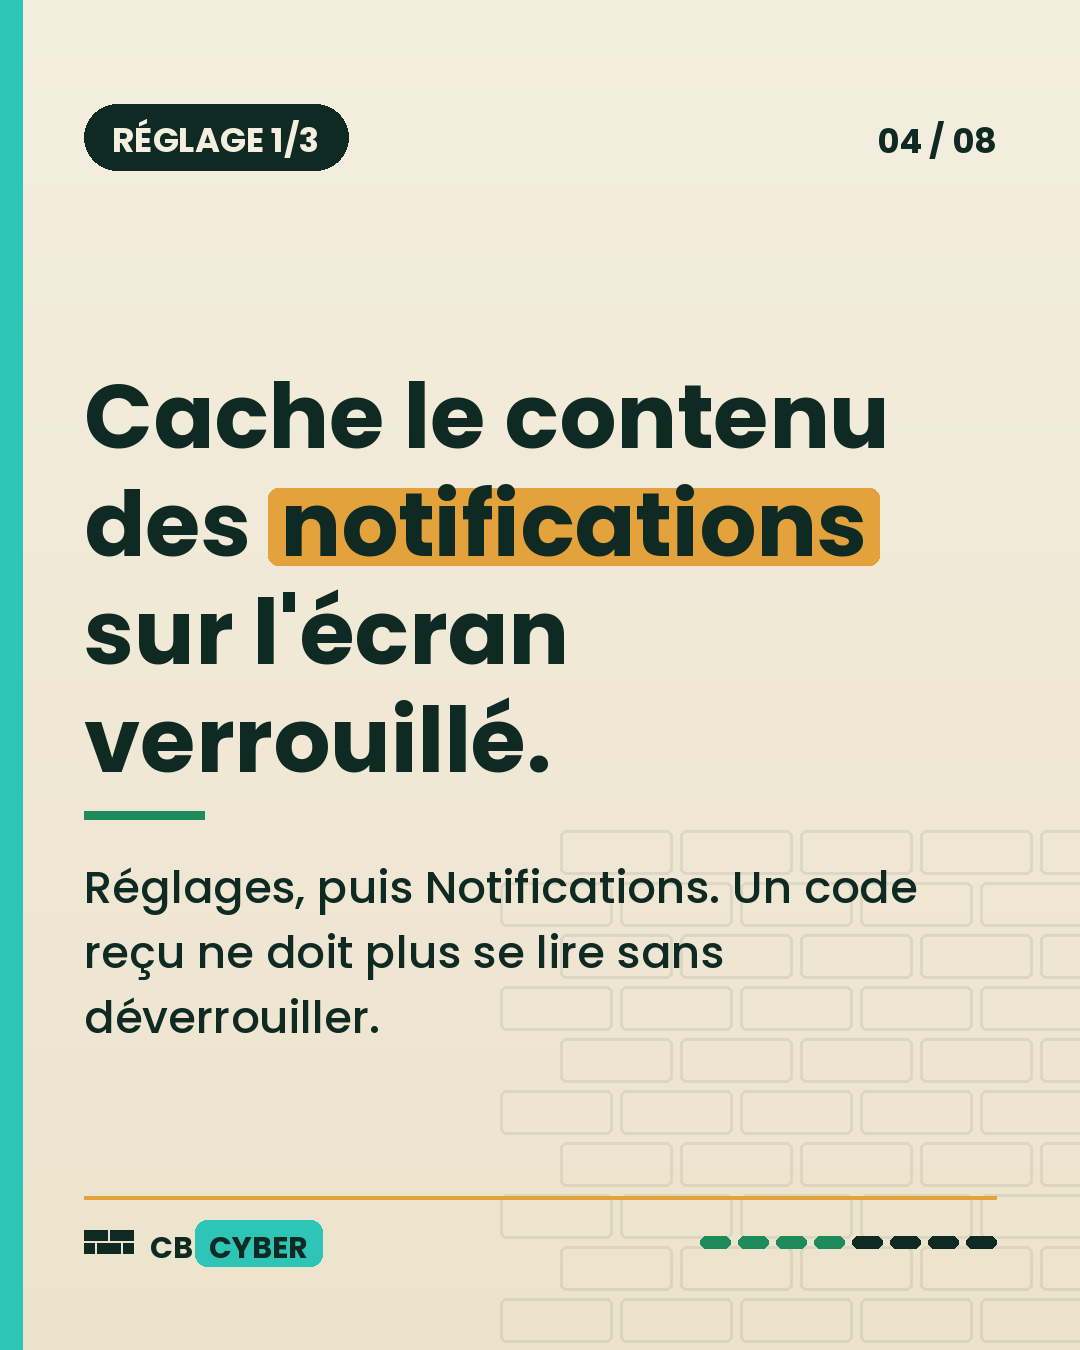 RÉGLAGE 1/3
04 / 08
Cache le contenu
des notifications
sur l'écran
verrouillé.
Réglages, puis Notifications. Un code
reçu ne doit plus se lire sans
déverrouiller.
CB CYBER